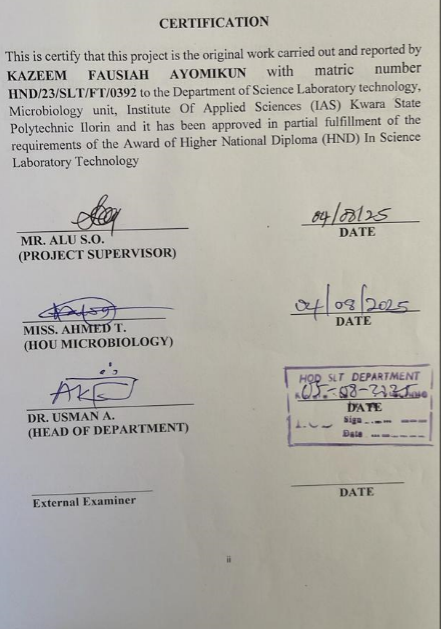 CERTIFICATION
This is certify that this project is the original work carried out and reported by
KAZEEM FAUSIAH AYOMIKUN with matric number
HND/23/SLT/FT/0392 to the Department of Science Laboratory technology,
Microbiology unit, Institute Of Applied Sciences (IAS) Kwara State
Polytechnic Ilorin and it has been approved in partial fulfillment of the
requirements of the Award of Higher National Diploma (HND) In Science
Laboratory Technology
04/08/25
MR. ALU S.O. DATE
(PROJECT SUPERVISOR)
04/08/2025
MISS. AHMED T. DATE
(HOU MICROBIOLOGY)
HOD SLT DEPARTMENT
05-08-2025
DATE
Sign
Date
DR. USMAN A.
(HEAD OF DEPARTMENT)
External Examiner DATE
ii